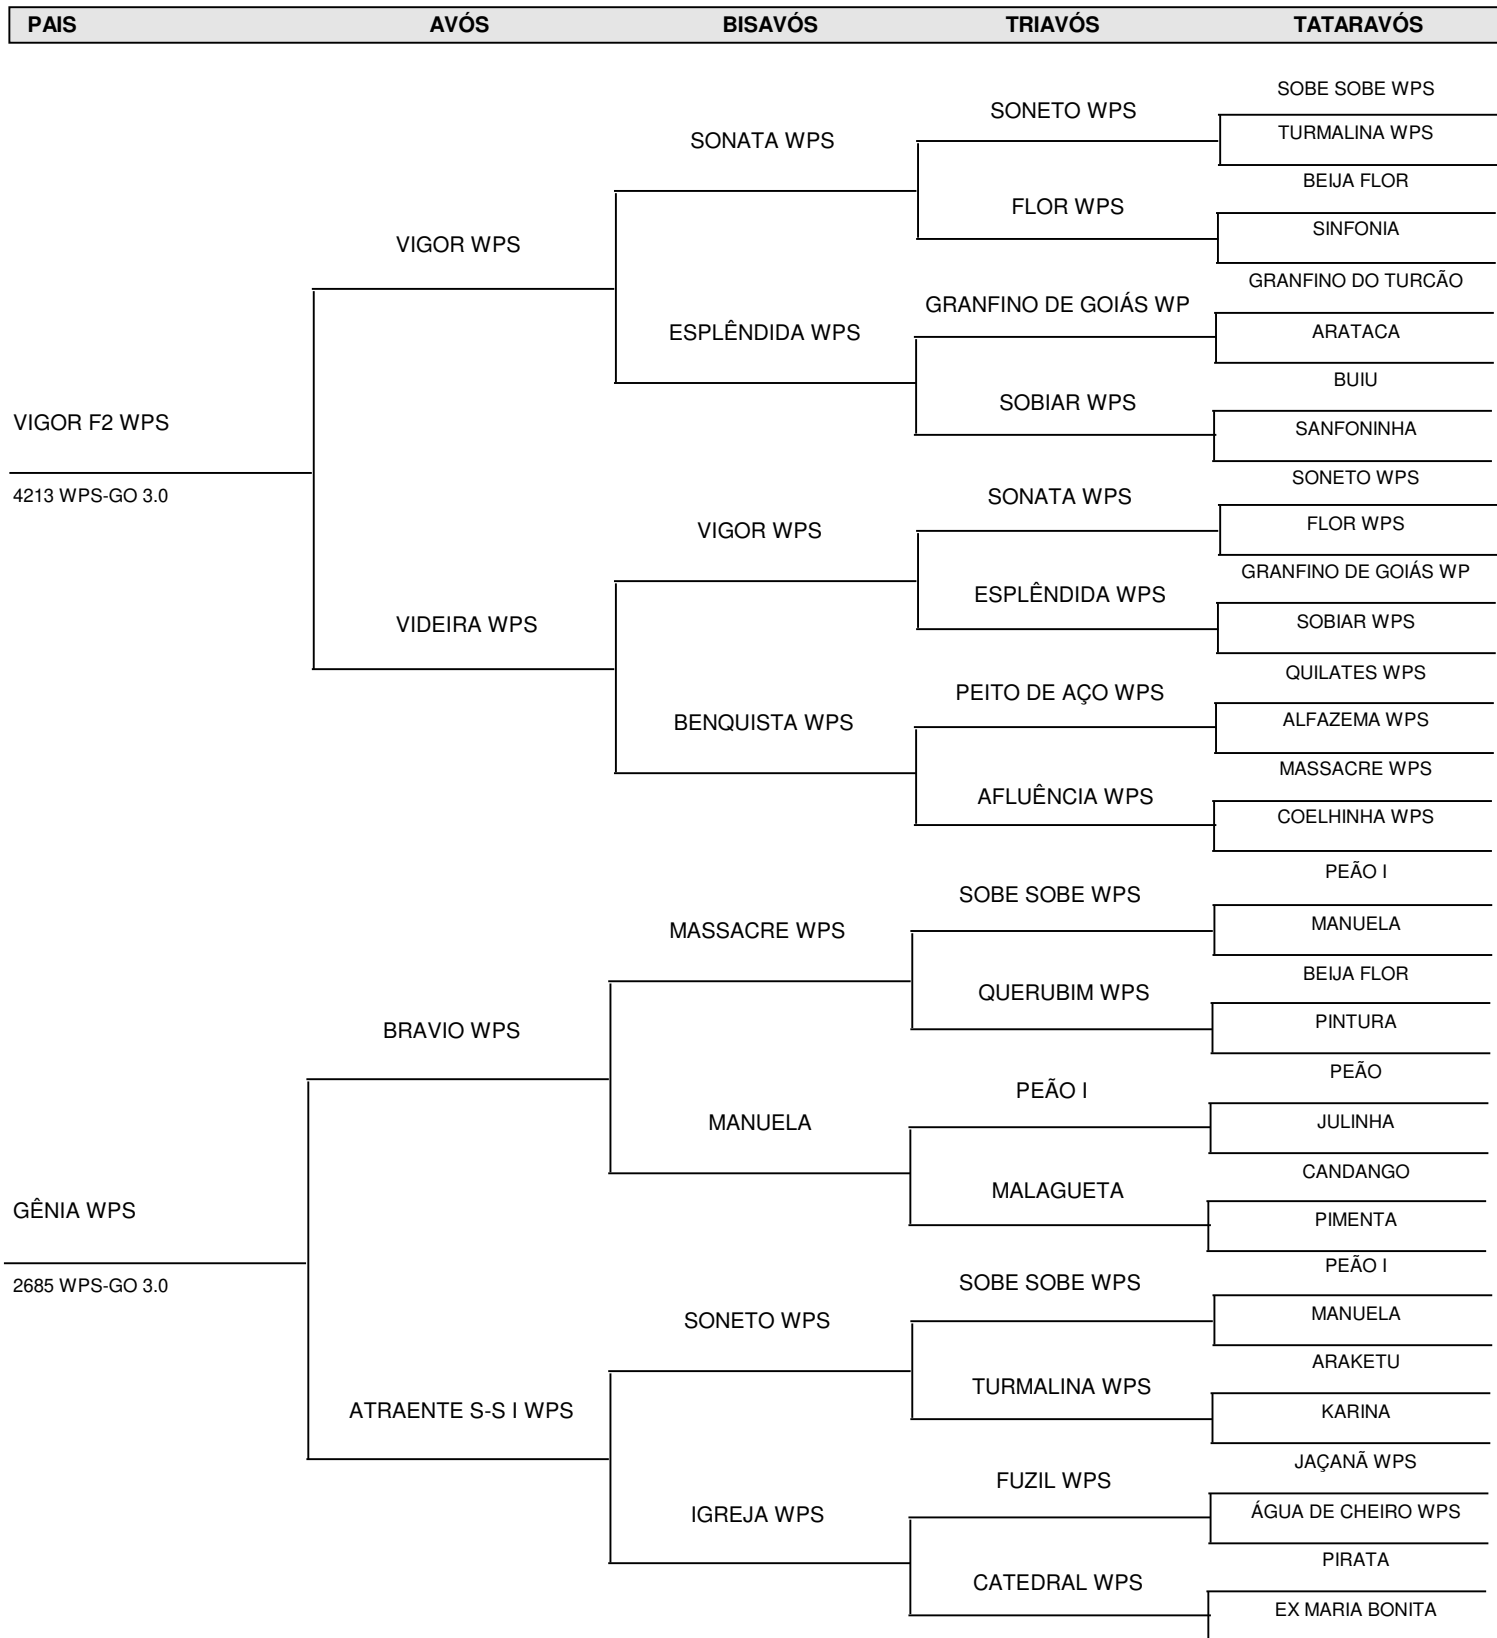 PAIS AVÓS BISAVÓS TRIAVÓS TATARAVÓS
SOBE SOBE WPS
SONETO WPS
TURMALINA WPS
SONATA WPS
BEIJA FLOR
FLOR WPS
SINFONIA
VIGOR WPS
GRANFINO DO TURCÃO
GRANFINO DE GOIÁS WP
ESPLÊNDIDA WPS
ARATACA
BUIU
SOBIAR WPS
VIGOR F2 WPS
SANFONINHA
SONETO WPS
4213 WPS-GO 3.0
SONATA WPS
FLOR WPS
VIGOR WPS
GRANFINO DE GOIÁS WP
ESPLÊNDIDA WPS
VIDEIRA WPS
SOBIAR WPS
QUILATES WPS
PEITO DE AÇO WPS
BENQUISTA WPS
ALFAZEMA WPS
MASSACRE WPS
AFLUÊNCIA WPS
COELHINHA WPS
PEÃO I
SOBE SOBE WPS
MASSACRE WPS
MANUELA
BEIJA FLOR
QUERUBIM WPS
PINTURA
BRAVIO WPS
PEÃO
PEÃO I
MANUELA
JULINHA
CANDANGO
MALAGUETA
GÊNIA WPS
PIMENTA
PEÃO I
2685 WPS-GO 3.0
SOBE SOBE WPS
SONETO WPS
MANUELA
ARAKETU
TURMALINA WPS
ATRAENTE S-S I WPS
KARINA
JAÇANÃ WPS
FUZIL WPS
IGREJA WPS
ÁGUA DE CHEIRO WPS
PIRATA
CATEDRAL WPS
EX MARIA BONITA